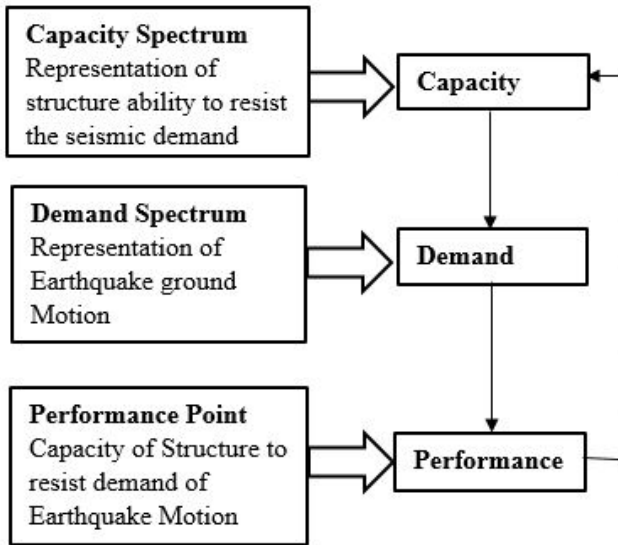 Capacity Spectrum
Representation of
structure ability to resist
the seismic demand
Capacity
Demand Spectrum
Representation of
Earthquake ground
Motion
Demand
Performance Point
Capacity of Structure to
resist demand of
Earthquake Motion
Performance